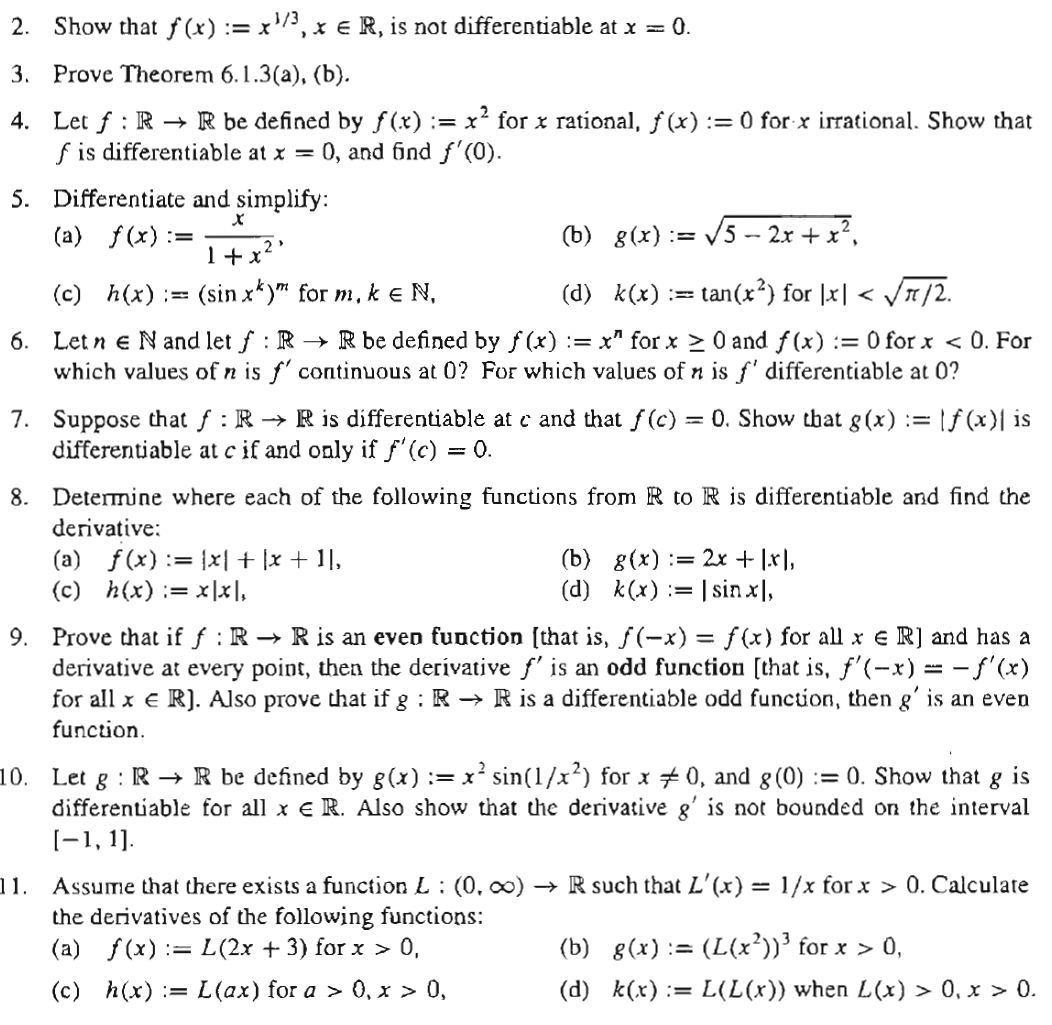 2. Show that f(x) := x^{1/3}, x ∈ ℝ, is not differentiable at x = 0.
3. Prove Theorem 6.1.3(a), (b).
4. Let f : ℝ → ℝ be defined by f(x) := x² for x rational, f(x) := 0 for x irrational. Show that
f is differentiable at x = 0, and find f′(0).
5. Differentiate and simplify:
(a) f(x) := x/(1 + x²), (b) g(x) := √(5 − 2x + x²),
(c) h(x) := (sin x^k)^m for m, k ∈ ℕ, (d) k(x) := tan(x²) for |x| < √(π/2).
6. Let n ∈ ℕ and let f : ℝ → ℝ be defined by f(x) := xⁿ for x ≥ 0 and f(x) := 0 for x < 0. For
which values of n is f′ continuous at 0? For which values of n is f′ differentiable at 0?
7. Suppose that f : ℝ → ℝ is differentiable at c and that f(c) = 0. Show that g(x) := |f(x)| is
differentiable at c if and only if f′(c) = 0.
8. Determine where each of the following functions from ℝ to ℝ is differentiable and find the
derivative:
(a) f(x) := |x| + |x + 1|, (b) g(x) := 2x + |x|,
(c) h(x) := x|x|, (d) k(x) := |sin x|,
9. Prove that if f : ℝ → ℝ is an even function [that is, f(−x) = f(x) for all x ∈ ℝ] and has a
derivative at every point, then the derivative f′ is an odd function [that is, f′(−x) = −f′(x)
for all x ∈ ℝ]. Also prove that if g : ℝ → ℝ is a differentiable odd function, then g′ is an even
function.
10. Let g : ℝ → ℝ be defined by g(x) := x² sin(1/x²) for x ≠ 0, and g(0) := 0. Show that g is
differentiable for all x ∈ ℝ. Also show that the derivative g′ is not bounded on the interval
[−1, 1].
11. Assume that there exists a function L : (0, ∞) → ℝ such that L′(x) = 1/x for x > 0. Calculate
the derivatives of the following functions:
(a) f(x) := L(2x + 3) for x > 0, (b) g(x) := (L(x²))³ for x > 0,
(c) h(x) := L(ax) for a > 0, x > 0, (d) k(x) := L(L(x)) when L(x) > 0, x > 0.